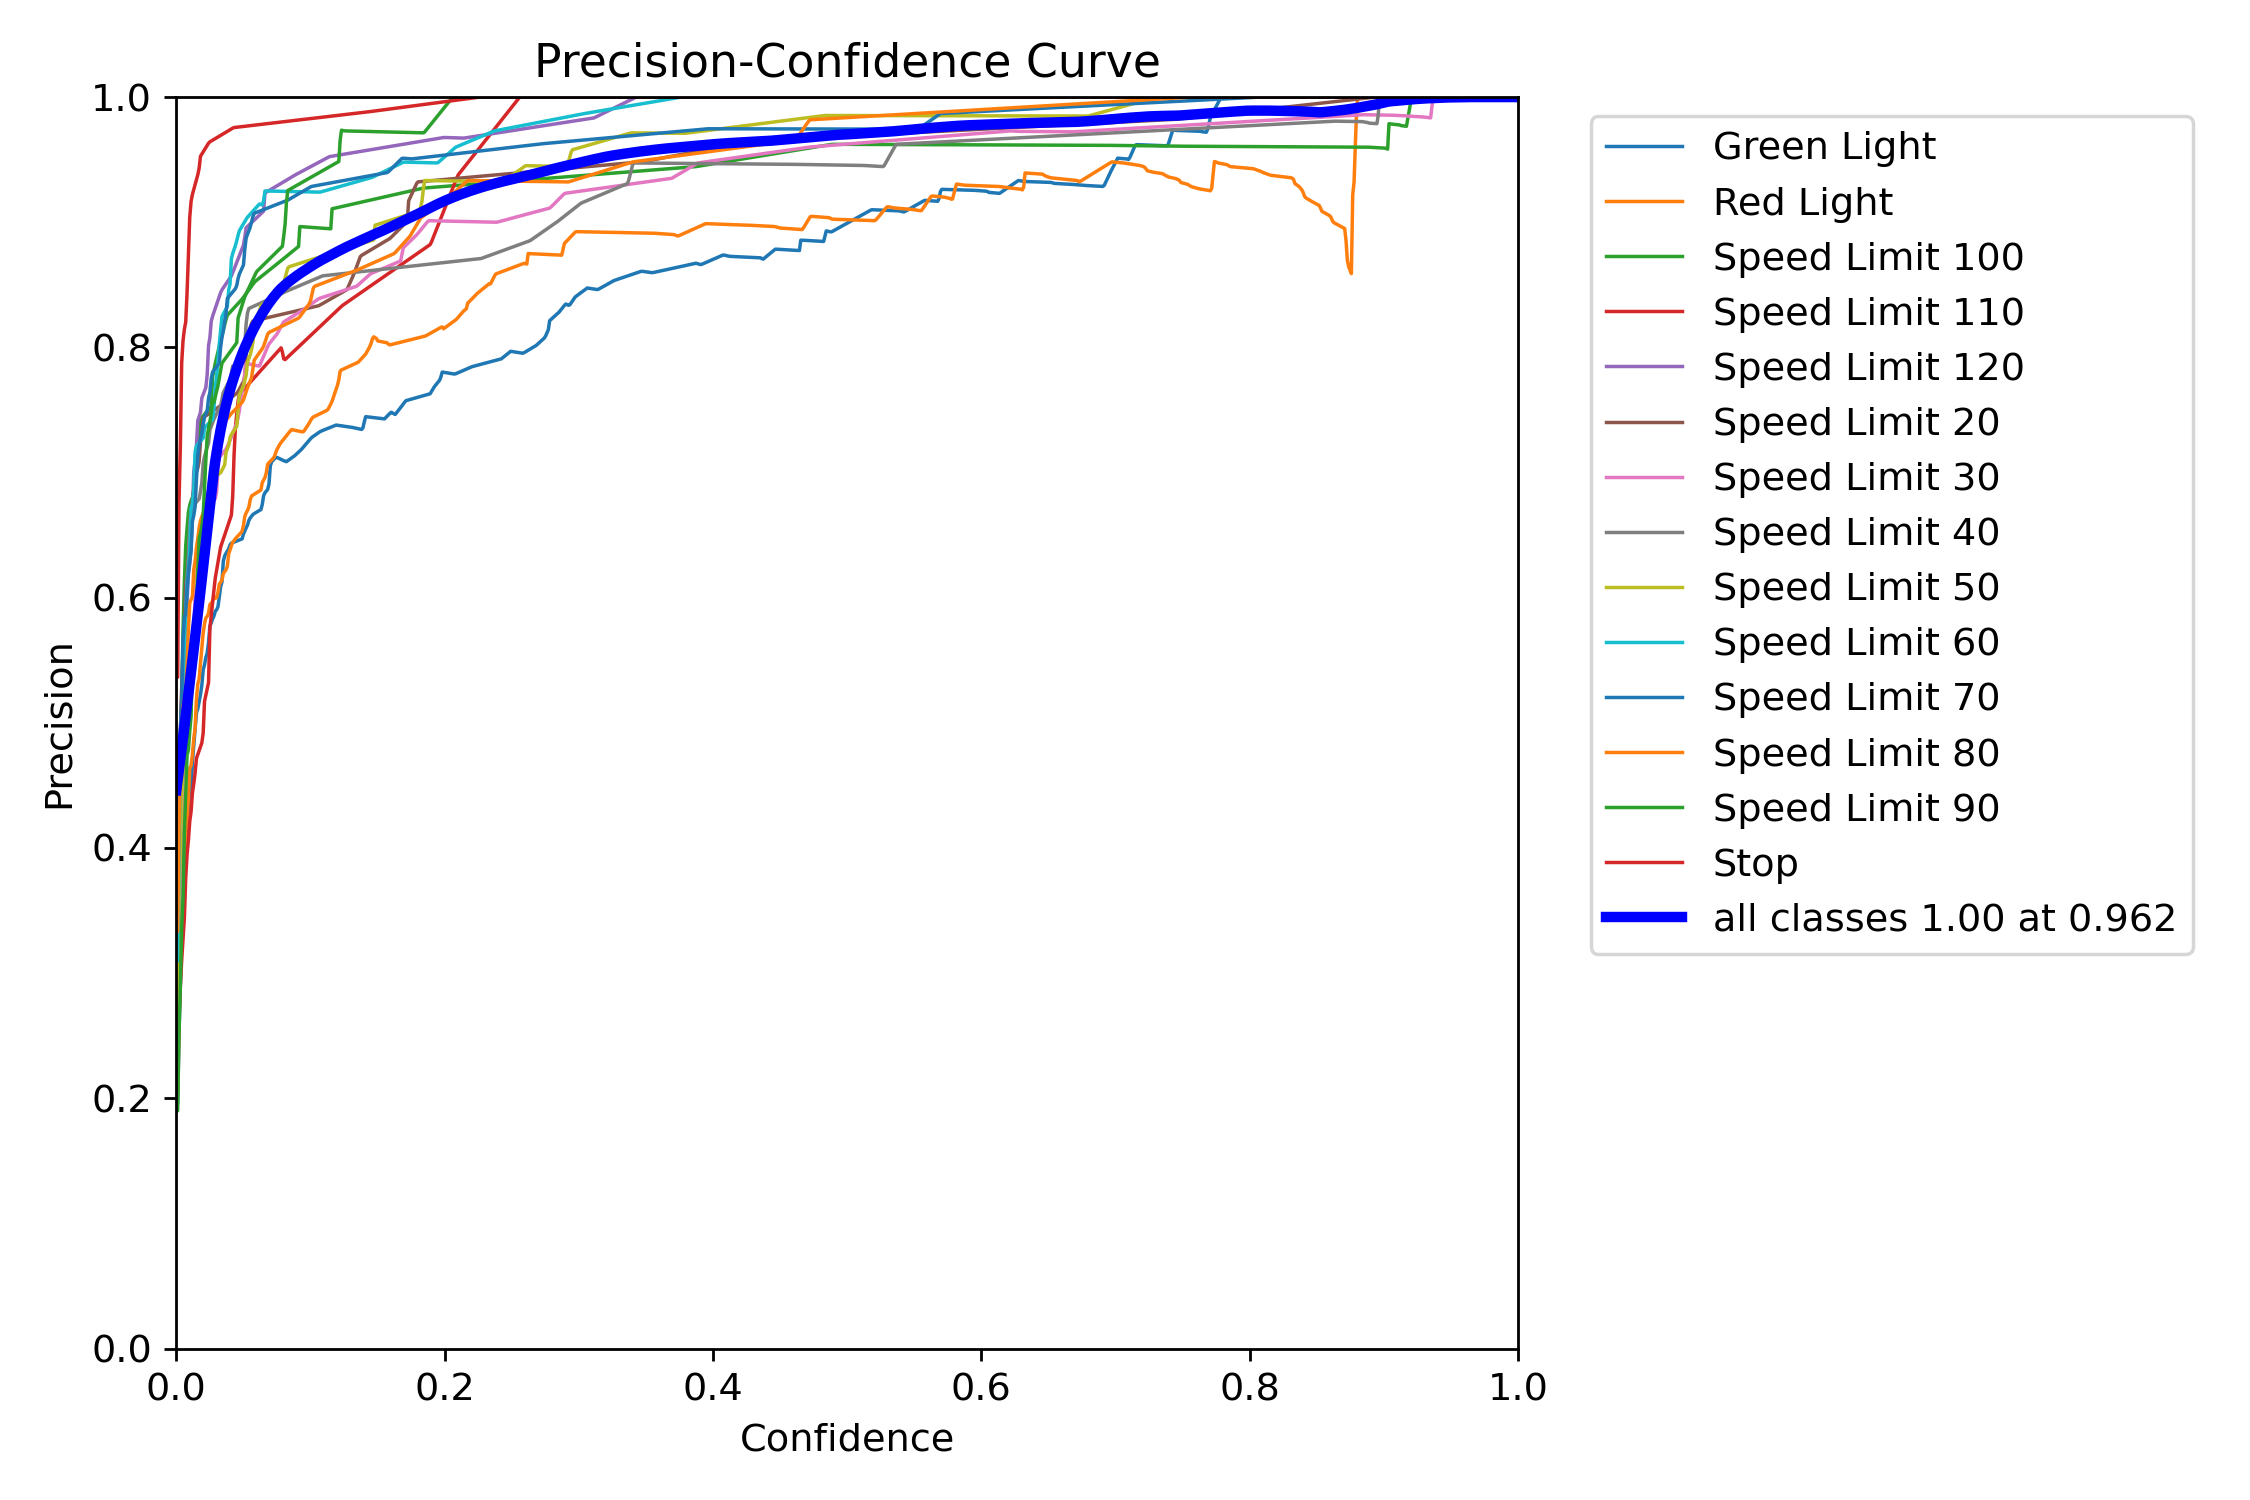 Precision-Confidence Curve
1.0
0.8
0.6
0.4
0.2
0.0
Precision
0.0 0.2 0.4 0.6 0.8 1.0
Confidence
Green Light
Red Light
Speed Limit 100
Speed Limit 110
Speed Limit 120
Speed Limit 20
Speed Limit 30
Speed Limit 40
Speed Limit 50
Speed Limit 60
Speed Limit 70
Speed Limit 80
Speed Limit 90
Stop
all classes 1.00 at 0.962